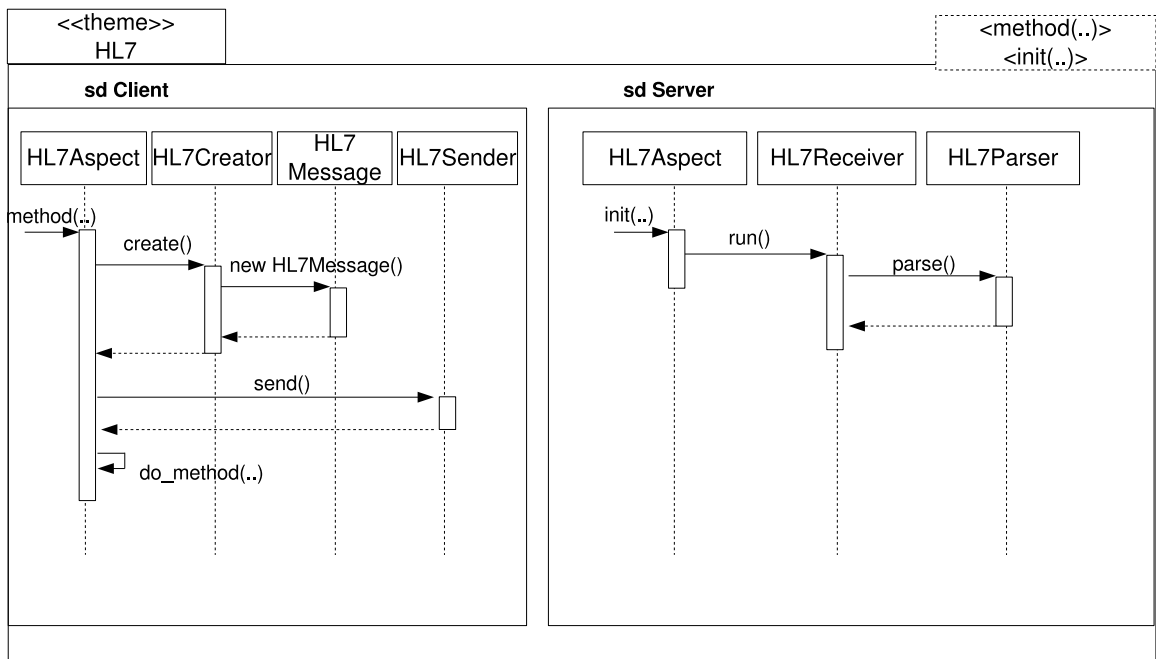 <<theme>>
HL7
<method(..)>
<init(..)>
sd Client
sd Server
HL7Aspect
HL7Creator
HL7
Message
HL7Sender
HL7Aspect
HL7Receiver
HL7Parser
method(..)
create()
new HL7Message()
send()
do_method(..)
init(..)
run()
parse()